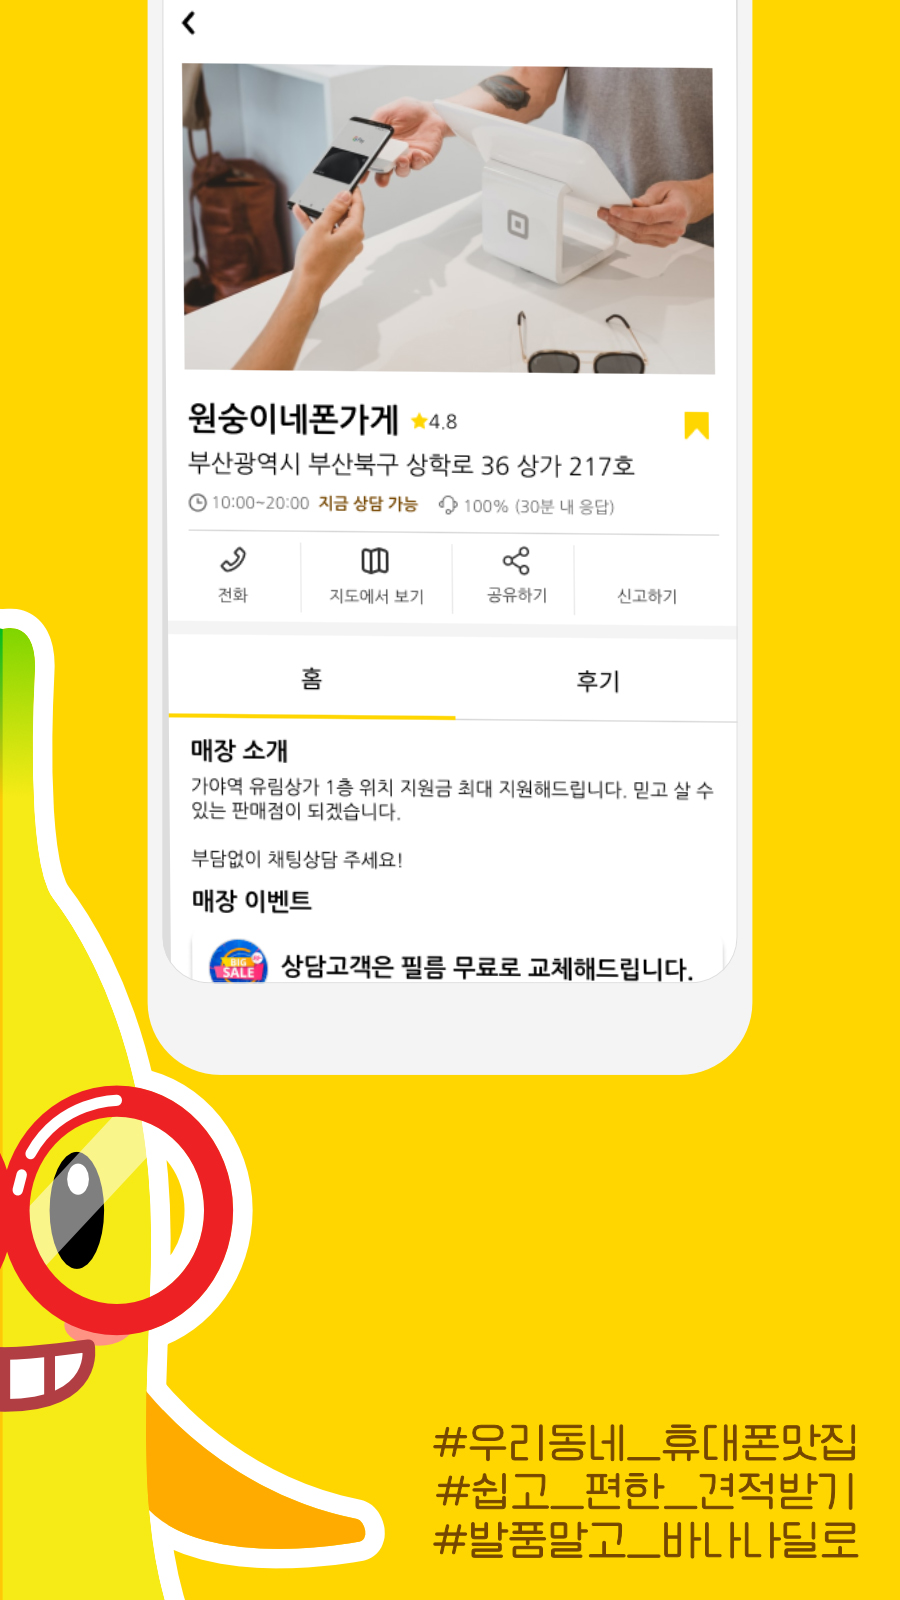 원숭이네폰가게 4.8
부산광역시 부산북구 상학로 36 상가 217호
10:00~20:00 지금 상담 가능 100% (30분 내 응답)
전화 지도에서 보기 공유하기 신고하기
홈 후기
매장 소개
가야역 유림상가 1층 위치 지원금 최대 지원해드립니다. 믿고 살 수
있는 판매점이 되겠습니다.
부담없이 채팅상담 주세요!
매장 이벤트
BIG
SALE
상담고객은 필름 무료로 교체해드립니다.
#우리동네_휴대폰맛집
#쉽고_편한_견적받기
#발품말고_바나나딜로